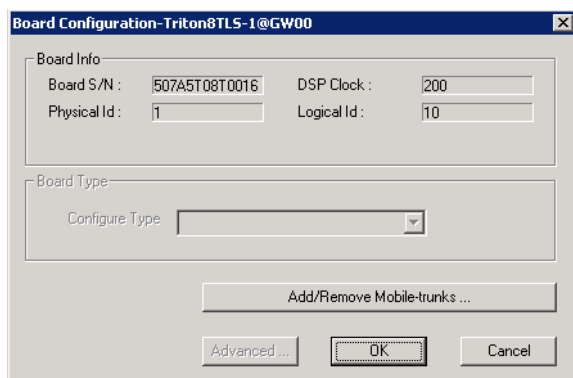 Board Configuration-Triton8TLS-1@GW00
Board Info
Board S/N : 507A5T08T0016 DSP Clock : 200
Physical Id : 1 Logical Id : 10
Board Type
Configure Type
Add/Remove Mobile-trunks ...
Advanced ... OK Cancel